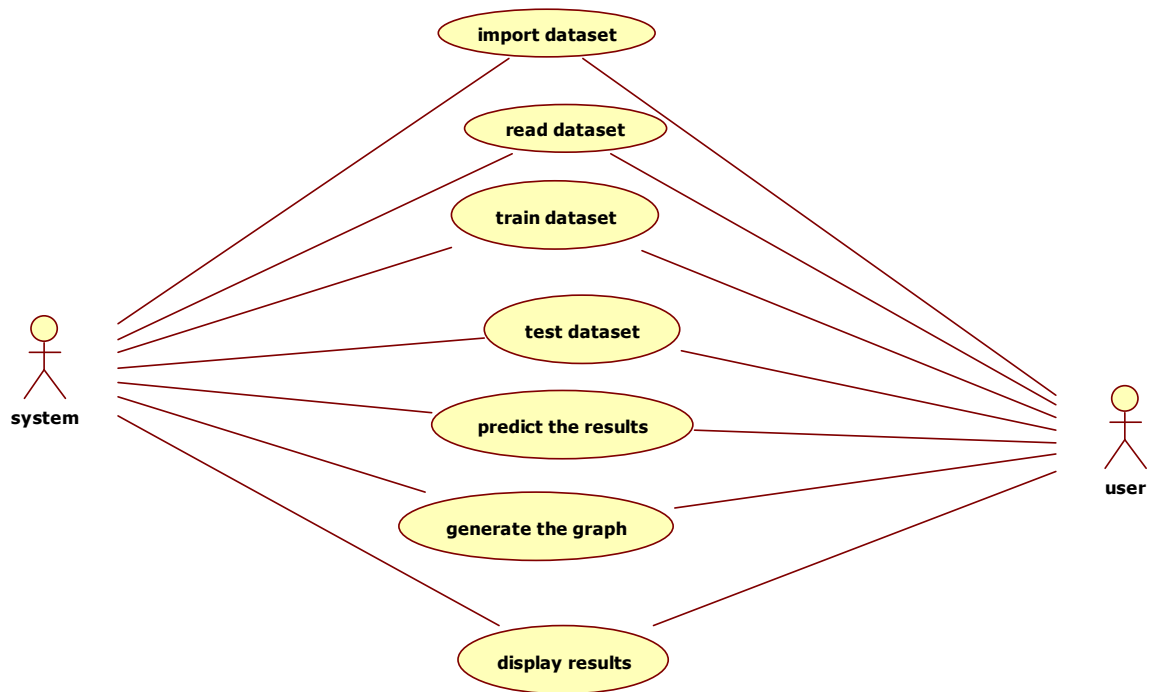 import dataset
read dataset
train dataset
test dataset
system
predict the results
user
generate the graph
display results